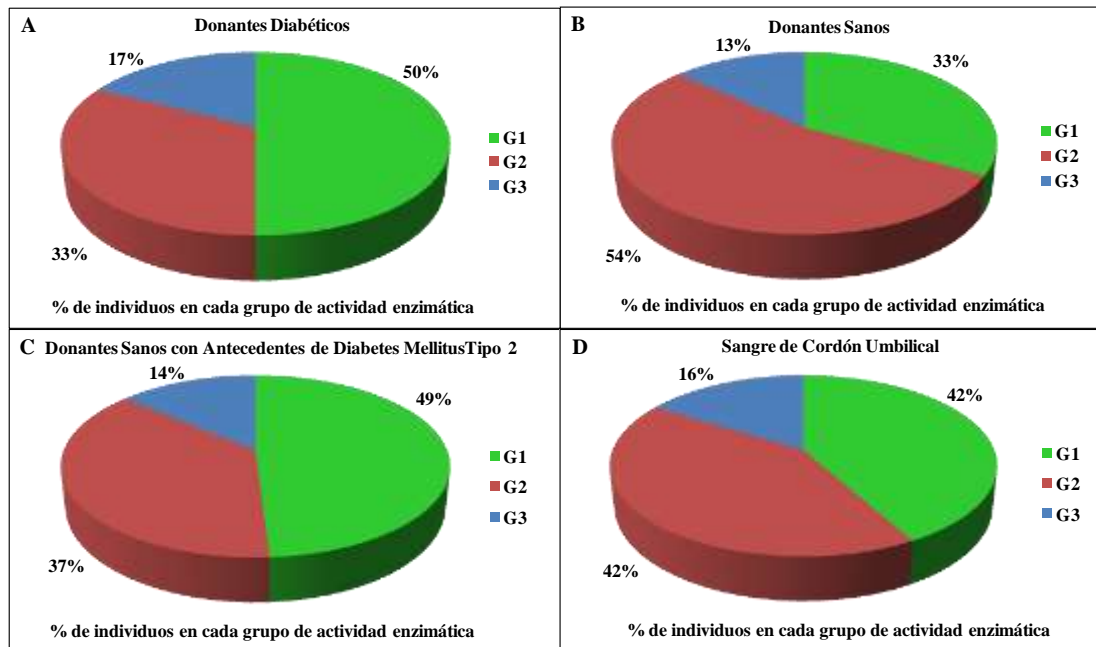 A
Donantes Diabéticos
17%
50%
33%
G1
G2
G3
% de individuos en cada grupo de actividad enzimática
B
Donantes Sanos
13%
33%
54%
G1
G2
G3
% de individuos en cada grupo de actividad enzimática
C Donantes Sanos con Antecedentes de Diabetes MellitusTipo 2
14%
49%
37%
G1
G2
G3
% de individuos en cada grupo de actividad enzimática
D
Sangre de Cordón Umbilical
16%
42%
42%
G1
G2
G3
% de individuos en cada grupo de actividad enzimática